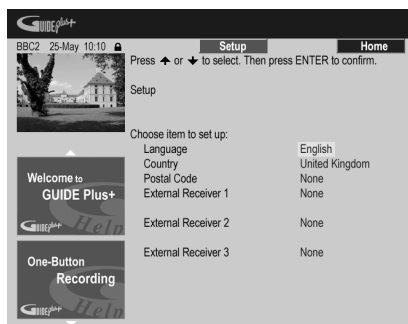 GUIDE Plus+
BBC2 25-May 10:10 Setup Home
Press ↑ or ↓ to select. Then press ENTER to confirm.
Setup
Choose item to set up:
Language English
Country United Kingdom
Postal Code None
External Receiver 1 None
External Receiver 2 None
External Receiver 3 None
Welcome to
GUIDE Plus+
GUIDE Plus+ Help
One-Button
Recording
GUIDE Plus+ Help